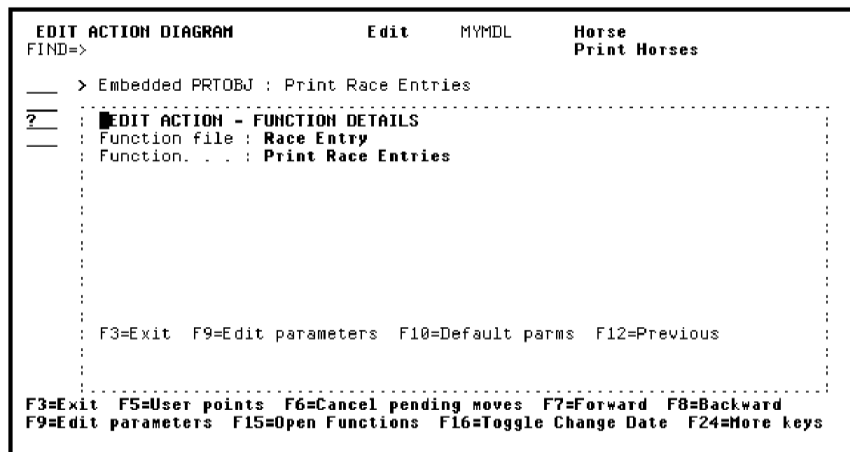 EDIT ACTION DIAGRAM Edit MYMDL Horse
FIND=> Print Horses
> Embedded PRTOBJ : Print Race Entries
? : EDIT ACTION - FUNCTION DETAILS :
: Function file : Race Entry :
: Function. . . : Print Race Entries :
: F3=Exit F9=Edit parameters F10=Default parms F12=Previous :
F3=Exit F5=User points F6=Cancel pending moves F7=Forward F8=Backward
F9=Edit parameters F15=Open Functions F16=Toggle Change Date F24=More keys